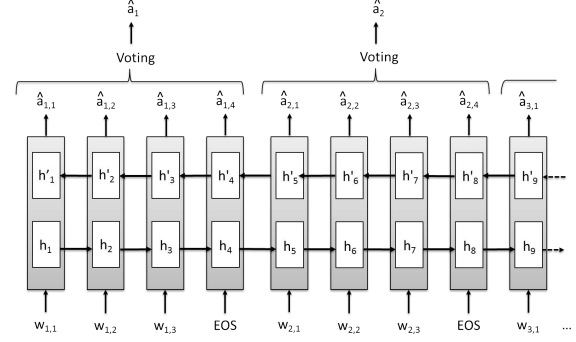 â₁ â₂
Voting Voting
â₁,₁ â₁,₂ â₁,₃ â₁,₄ â₂,₁ â₂,₂ â₂,₃ â₂,₄ â₃,₁
h'₁ h'₂ h'₃ h'₄ h'₅ h'₆ h'₇ h'₈ h'₉
h₁ h₂ h₃ h₄ h₅ h₆ h₇ h₈ h₉
w₁,₁ w₁,₂ w₁,₃ EOS w₂,₁ w₂,₂ w₂,₃ EOS w₃,₁ ...